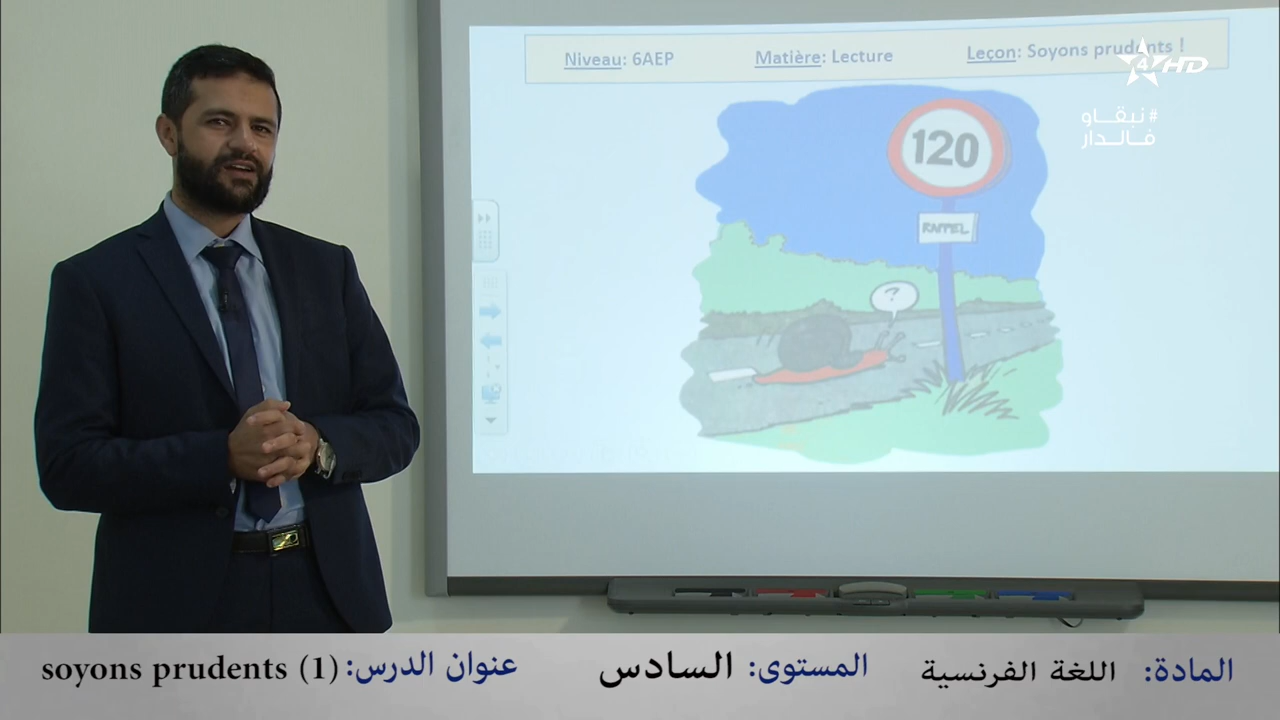 Niveau: 6AEP Matière: Lecture Leçon: Soyons prudents !
4 HD
#نبقاو
فالدار
120
RAPPEL
?
المادة: اللغة الفرنسية المستوى: السادس عنوان الدرس: soyons prudents (1)